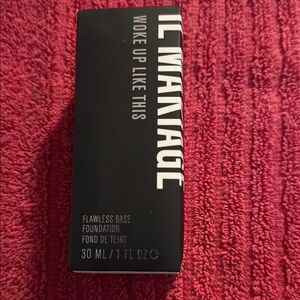 IL MAKIAGE
WOKE UP LIKE THIS
FLAWLESS BASE
FOUNDATION
FOND DE TEINT
30 ML / 1 FL OZ